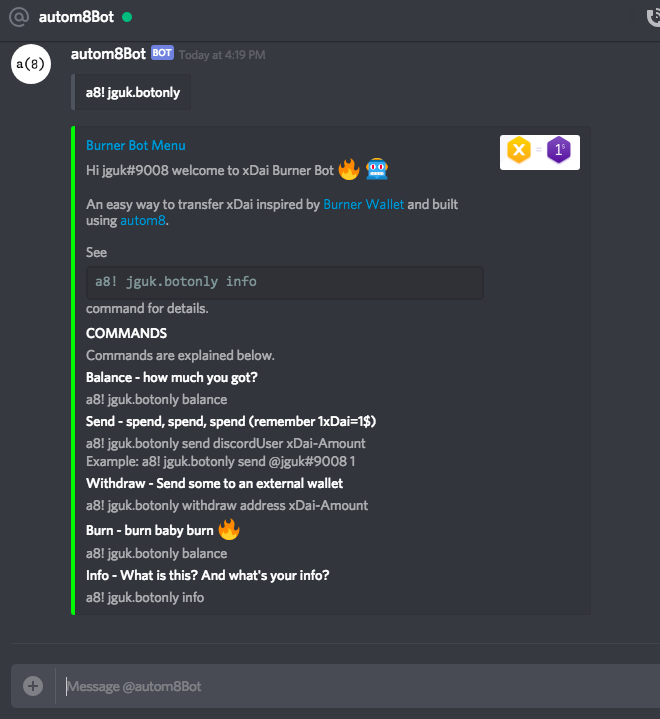 @ autom8Bot
a(8)
autom8Bot BOT Today at 4:19 PM
a8! jguk.botonly
Burner Bot Menu
X = 1$
Hi jguk#9008 welcome to xDai Burner Bot 🔥 🤖
An easy way to transfer xDai inspired by Burner Wallet and built
using autom8.
See
a8! jguk.botonly info
command for details.
COMMANDS
Commands are explained below.
Balance - how much you got?
a8! jguk.botonly balance
Send - spend, spend, spend (remember 1xDai=1$)
a8! jguk.botonly send discordUser xDai-Amount
Example: a8! jguk.botonly send @jguk#9008 1
Withdraw - Send some to an external wallet
a8! jguk.botonly withdraw address xDai-Amount
Burn - burn baby burn 🔥
a8! jguk.botonly balance
Info - What is this? And what's your info?
a8! jguk.botonly info
Message @autom8Bot